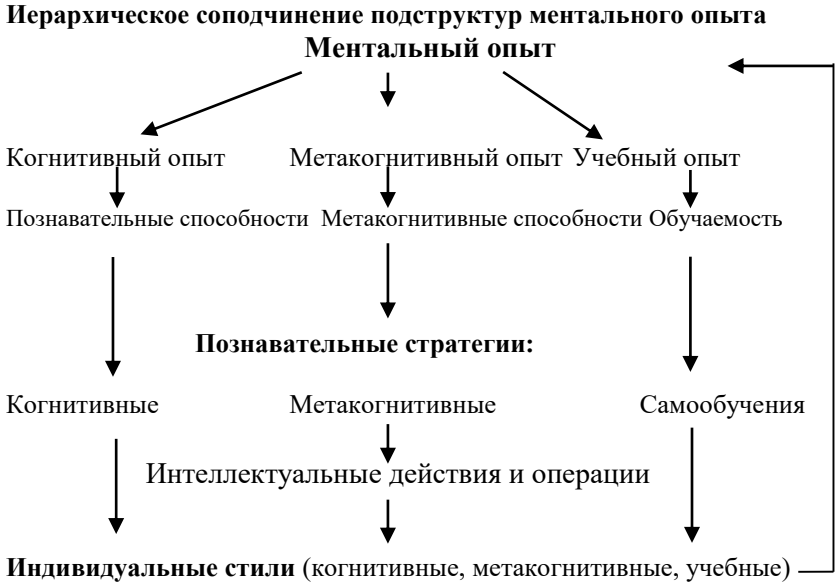 Иерархическое соподчинение подструктур ментального опыта
Ментальный опыт
Когнитивный опыт Метакогнитивный опыт Учебный опыт
Познавательные способности Метакогнитивные способности Обучаемость
Познавательные стратегии:
Когнитивные Метакогнитивные Самообучения
Интеллектуальные действия и операции
Индивидуальные стили (когнитивные, метакогнитивные, учебные)